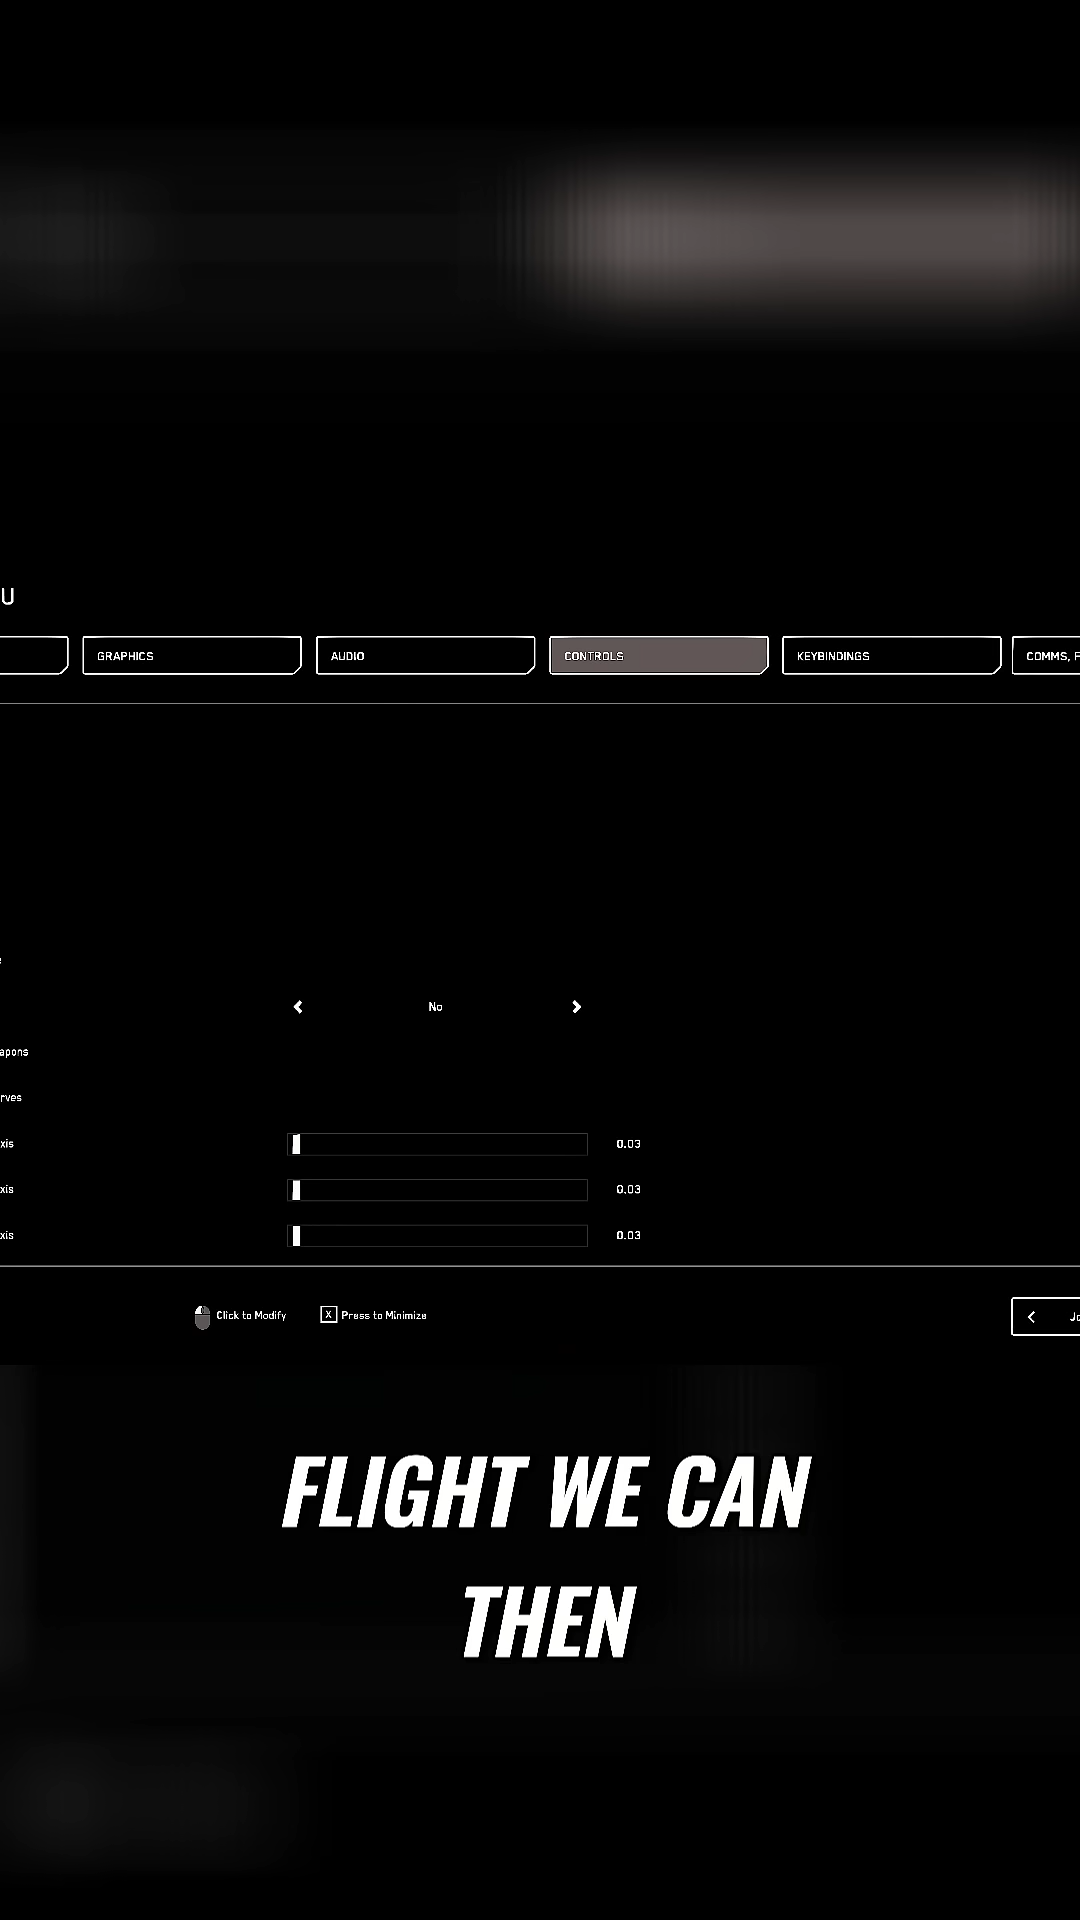 U
GRAPHICS AUDIO CONTROLS KEYBINDINGS COMMS, F
No
apons
rves
xis 0.03
xis 0.03
xis 0.03
Click to Modify X Press to Minimize
FLIGHT WE CAN
THEN